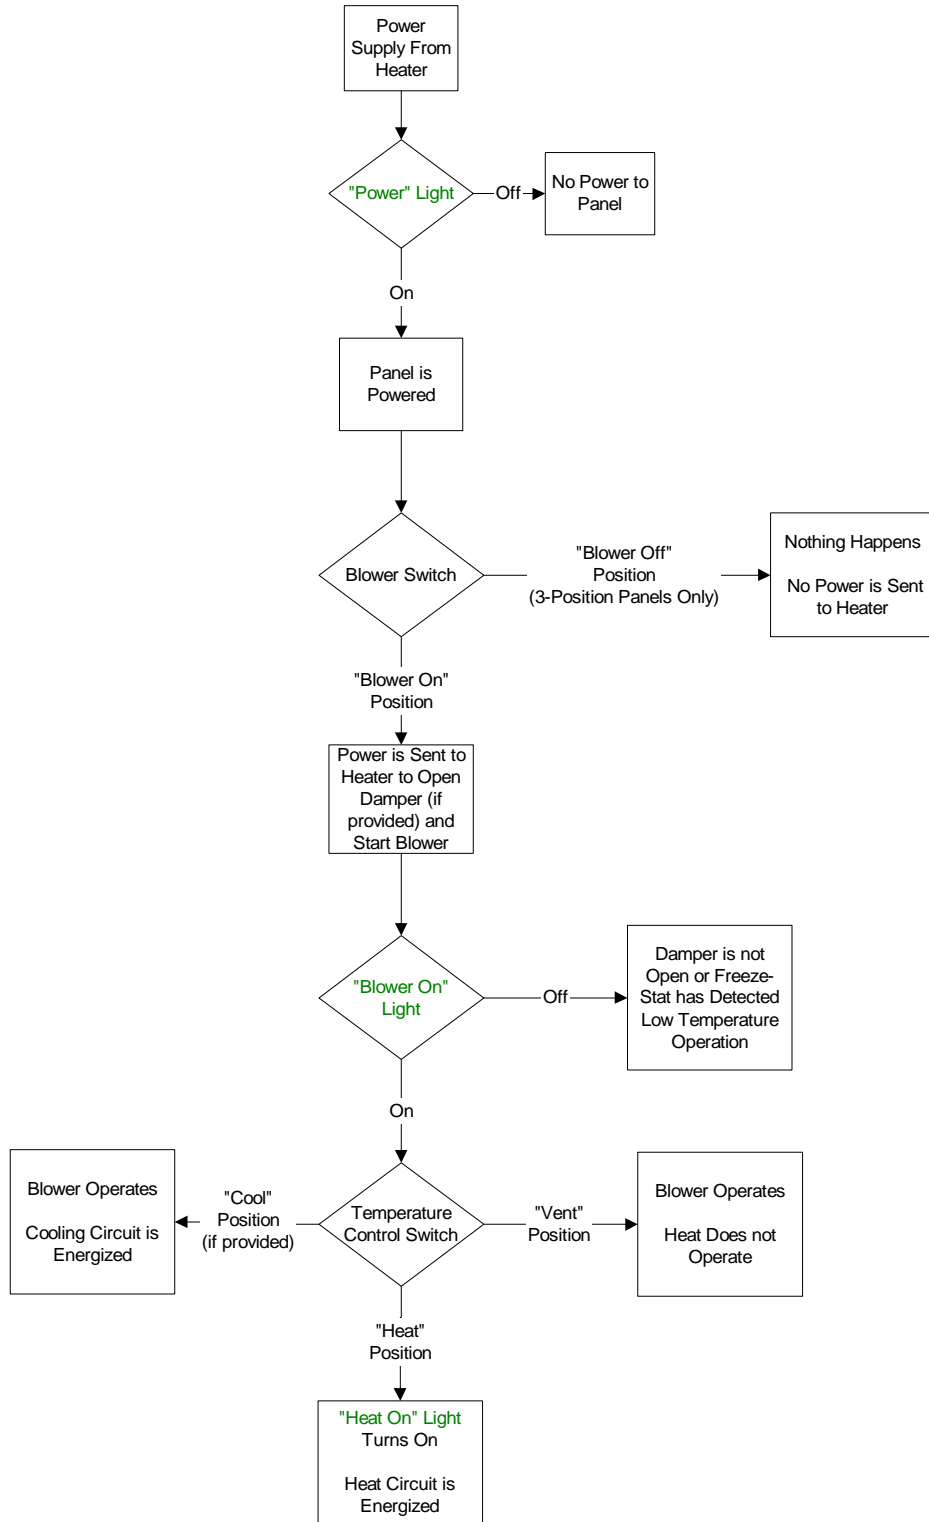 Power
Supply From
Heater
"Power" Light
Off
No Power to
Panel
On
Panel is
Powered
Blower Switch
"Blower Off"
Position
(3-Position Panels Only)
Nothing Happens
No Power is Sent
to Heater
"Blower On"
Position
Power is Sent to
Heater to Open
Damper (if
provided) and
Start Blower
"Blower On"
Light
Off
Damper is not
Open or Freeze-
Stat has Detected
Low Temperature
Operation
On
Blower Operates
Cooling Circuit is
Energized
"Cool"
Position
(if provided)
Temperature
Control Switch
"Vent"
Position
Blower Operates
Heat Does not
Operate
"Heat"
Position
"Heat On" Light
Turns On
Heat Circuit is
Energized